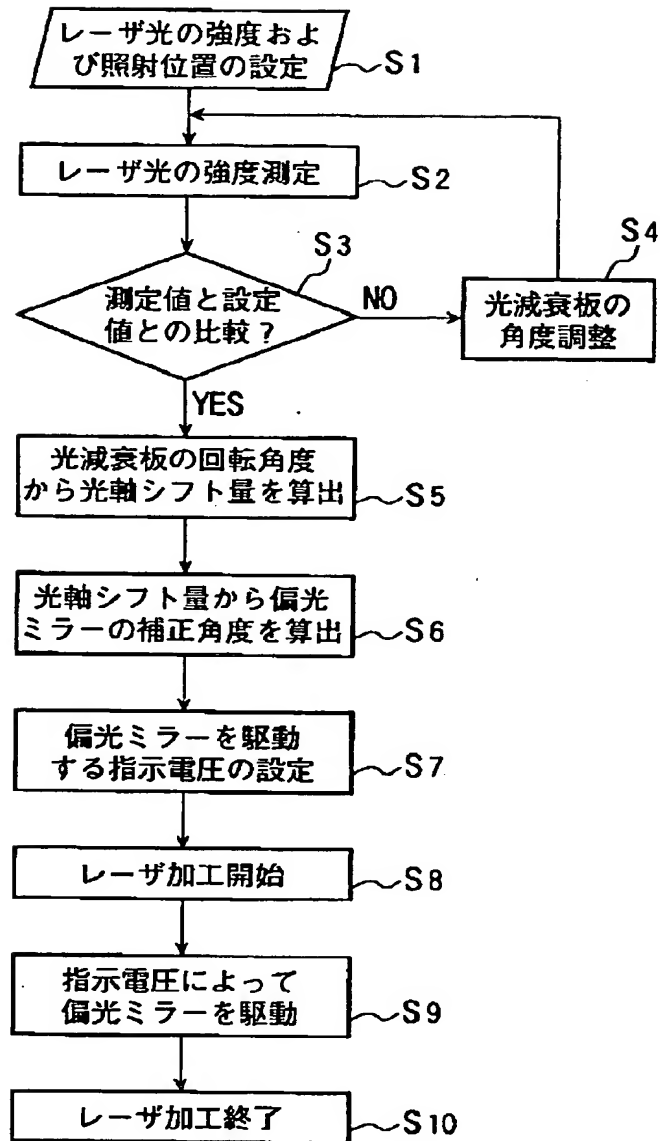 レーザ光の強度およ
び照射位置の設定
S1
レーザ光の強度測定
S2
S3
測定値と設定
値との比較？
NO
S4
光減衰板の
角度調整
YES
光減衰板の回転角度
から光軸シフト量を算出
S5
光軸シフト量から偏光
ミラーの補正角度を算出
S6
偏光ミラーを駆動
する指示電圧の設定
S7
レーザ加工開始
S8
指示電圧によって
偏光ミラーを駆動
S9
レーザ加工終了
S10